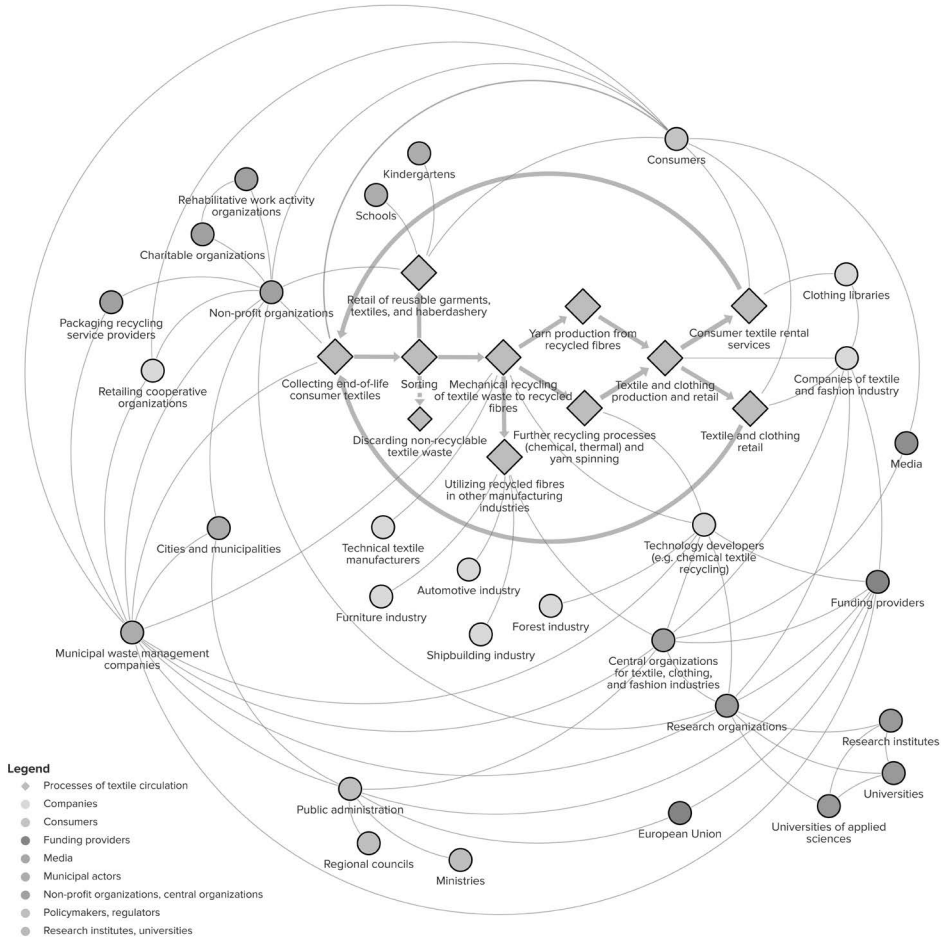 Consumers
Kindergartens
Rehabilitative work activity
organizations
Schools
Charitable organizations
Clothing libraries
Retail of reusable garments,
textiles, and haberdashery
Non-profit organizations
Packaging recycling
service providers
Yarn production from
recycled fibres
Consumer textile rental
services
Retailing cooperative
organizations
Collecting end-of-life
consumer textiles
Sorting
Mechanical recycling
of textile waste to recycled
fibres
Textile and clothing
production and retail
Companies of textile
and fashion industry
Discarding non-recyclable
textile waste
Further recycling processes
(chemical, thermal) and
yarn spinning
Textile and clothing
retail
Media
Utilizing recycled fibres
in other manufacturing
industries
Cities and municipalities
Technical textile
manufacturers
Technology developers
(e.g. chemical textile
recycling)
Automotive industry
Funding providers
Furniture industry
Forest industry
Municipal waste management
companies
Shipbuilding industry
Central organizations
for textile, clothing,
and fashion industries
Research organizations
Research institutes
Universities
Public administration
European Union
Universities of applied
sciences
Regional councils
Ministries
Legend
Processes of textile circulation
Companies
Consumers
Funding providers
Media
Municipal actors
Non-profit organizations, central organizations
Policymakers, regulators
Research institutes, universities